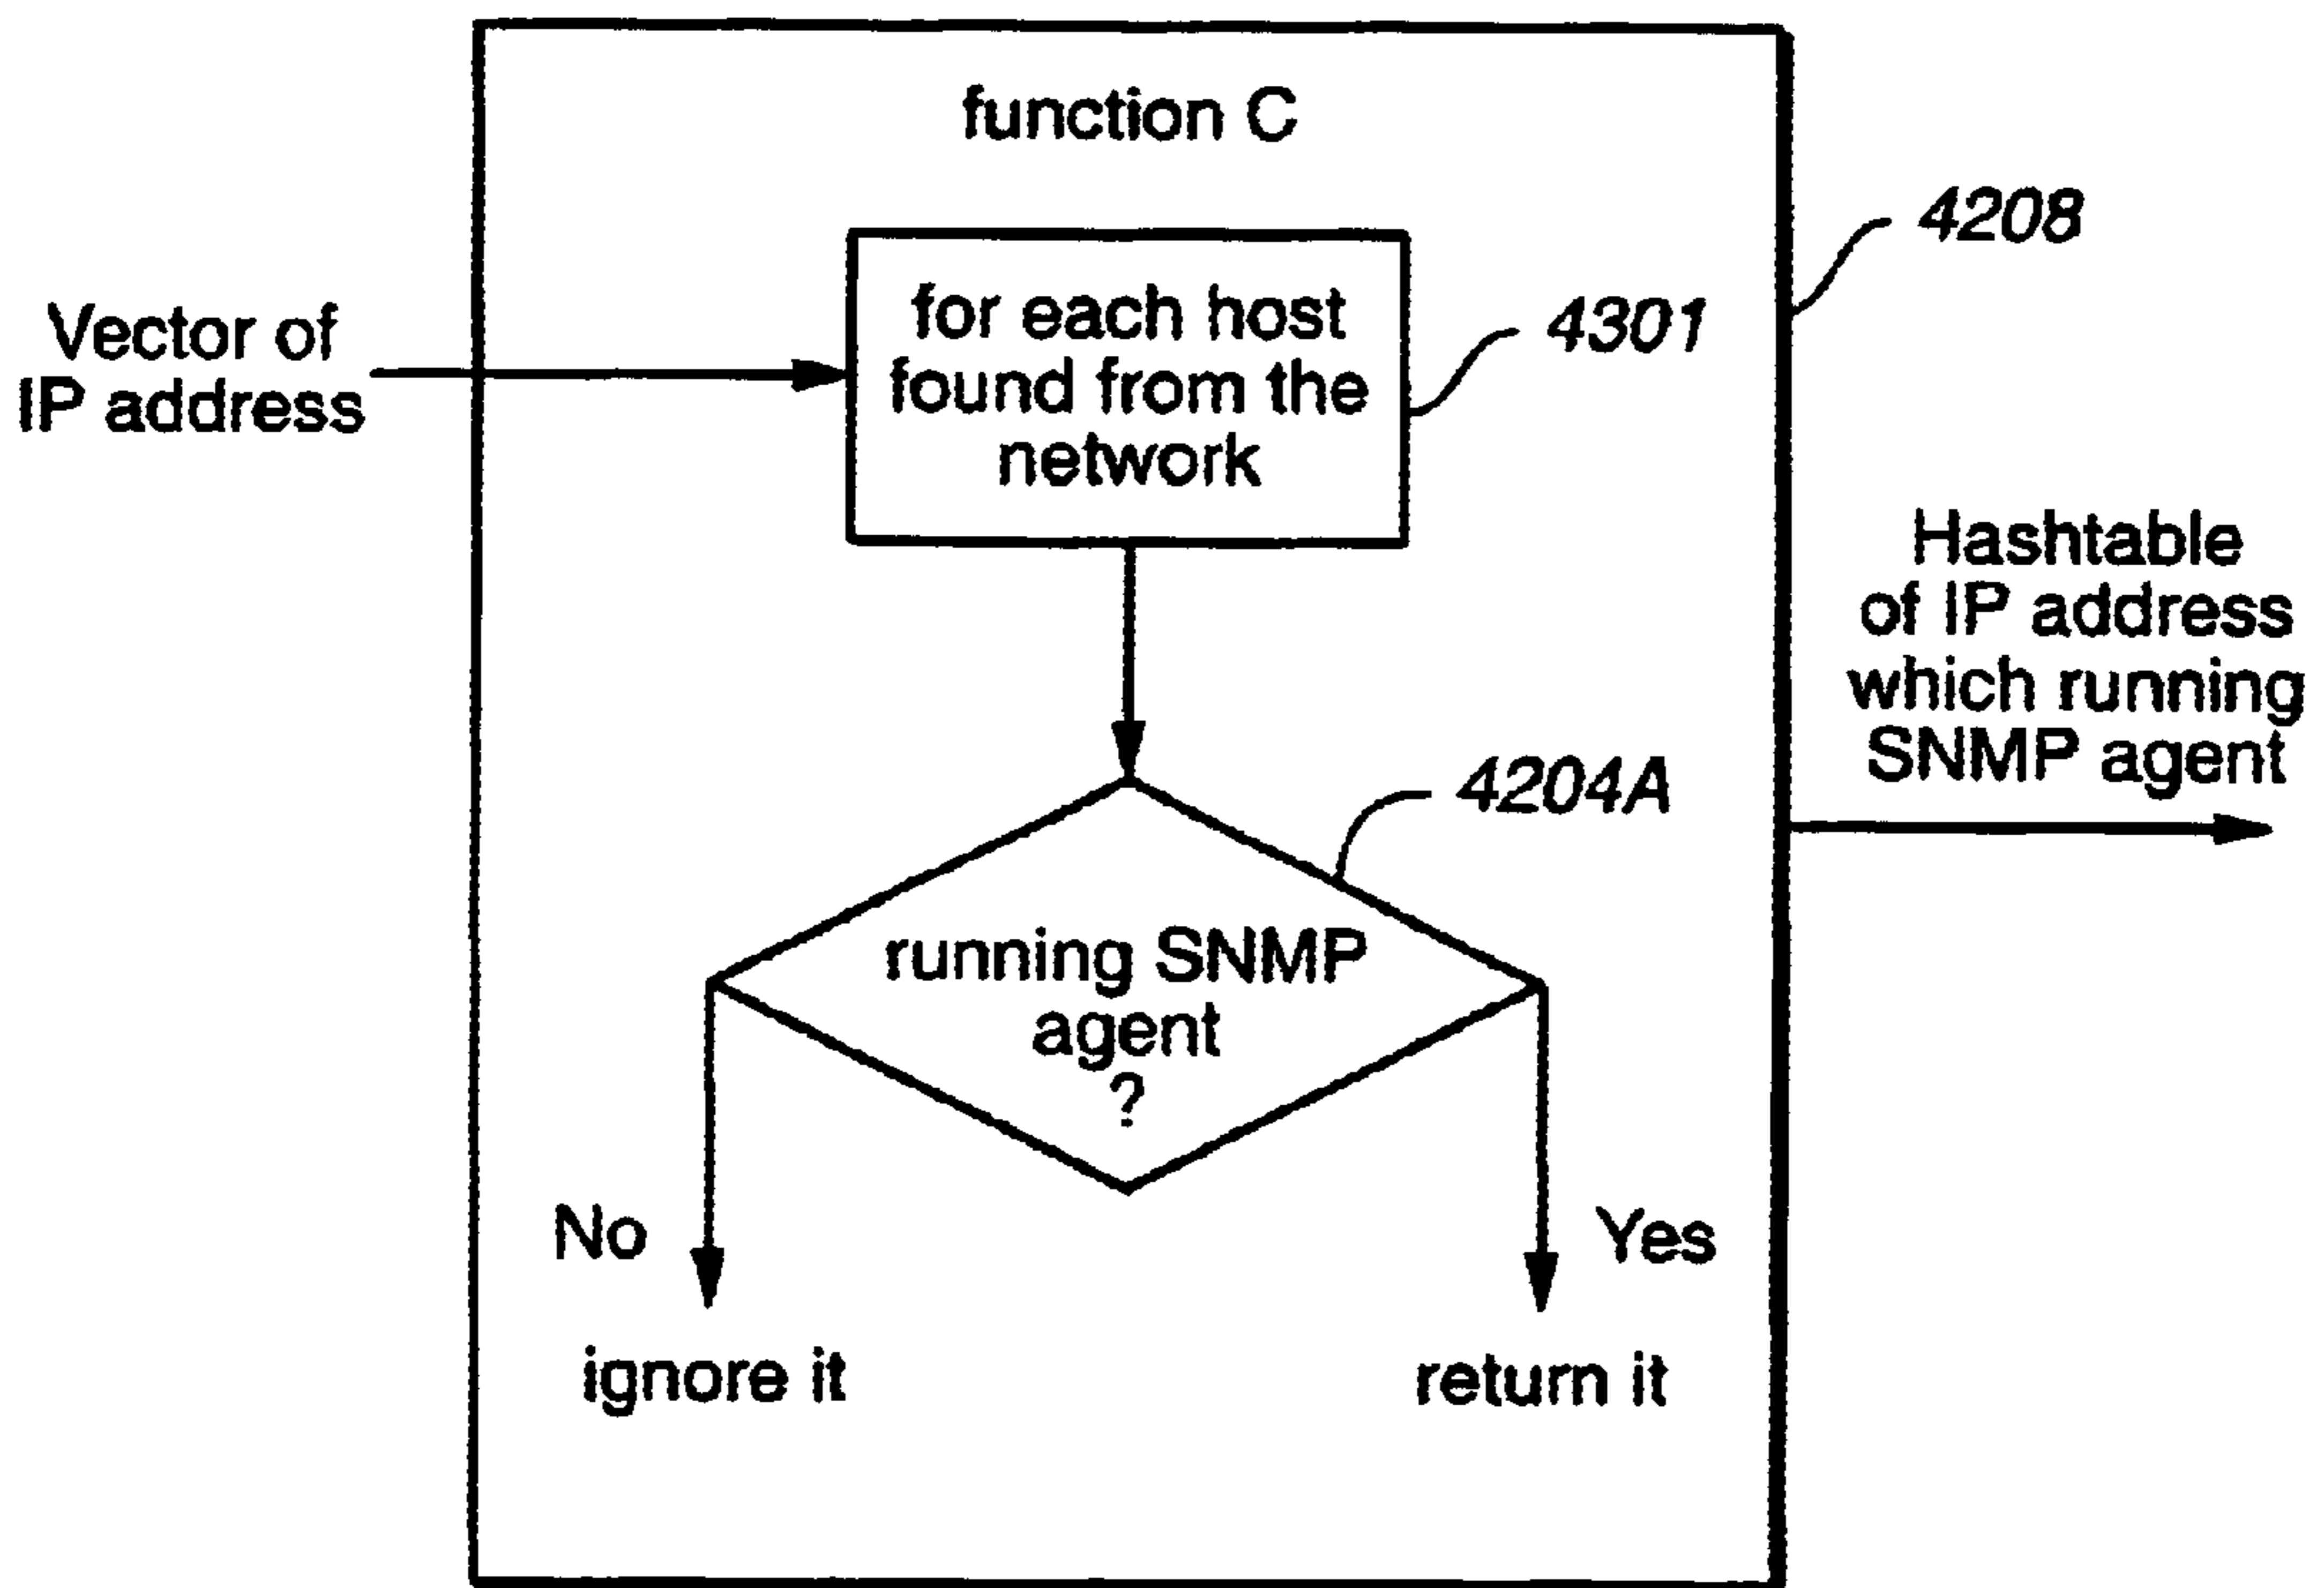 function C
4208
Vector of
IP address
for each host
found from the
network
4301
Hashtable
of IP address
which running
SNMP agent
4204A
running SNMP
agent
?
No
Yes
ignore it
return it